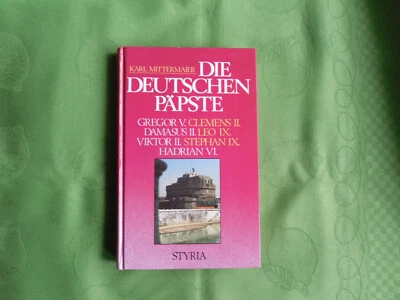 KARL MITTERMAIER DIE
DEUTSCHEN
PÄPSTE
GREGOR V. CLEMENS II.
DAMASUS II. LEO IX.
VIKTOR II. STEPHAN IX.
HADRIAN VI.
STYRIA